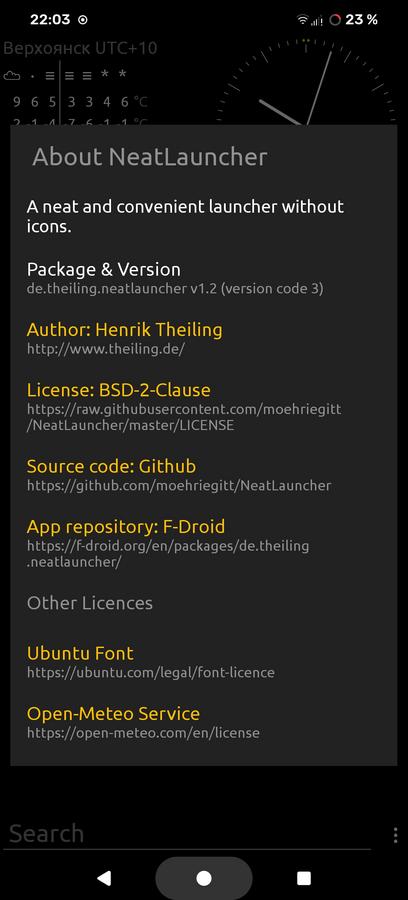 22:03
23 %
Верхоянск UTC+10
9 6 5 3 3 4 6 °C
About NeatLauncher
A neat and convenient launcher without
icons.
Package & Version
de.theiling.neatlauncher v1.2 (version code 3)
Author: Henrik Theiling
http://www.theiling.de/
License: BSD-2-Clause
https://raw.githubusercontent.com/moehriegitt
/NeatLauncher/master/LICENSE
Source code: Github
https://github.com/moehriegitt/NeatLauncher
App repository: F-Droid
https://f-droid.org/en/packages/de.theiling
.neatlauncher/
Other Licences
Ubuntu Font
https://ubuntu.com/legal/font-licence
Open-Meteo Service
https://open-meteo.com/en/license
Search